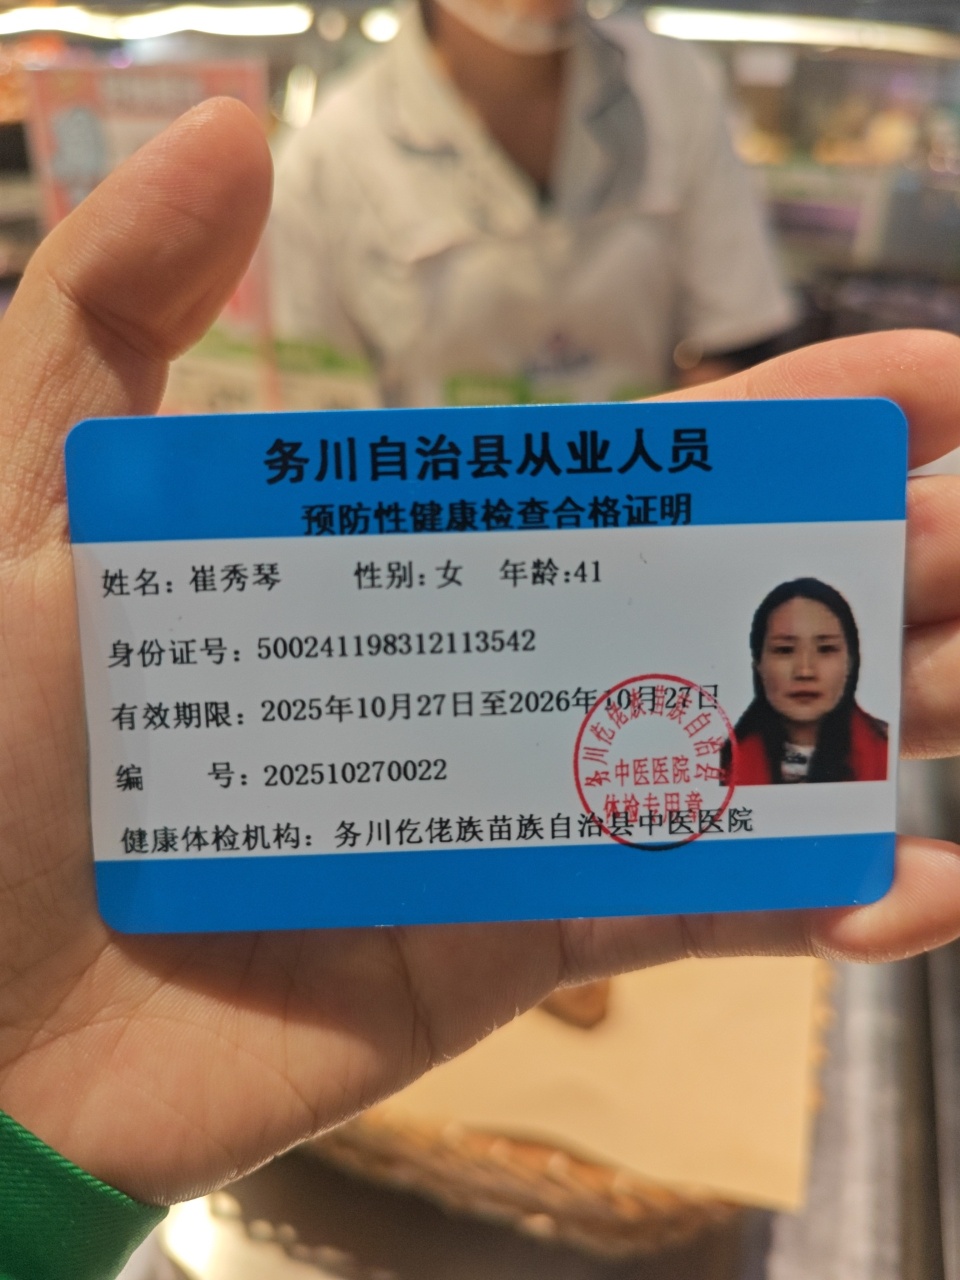 务川自治县从业人员
预防性健康检查合格证明
姓名：崔秀琴 性别：女 年龄：41
身份证号：500241198312113542
有效期限：2025年10月27日至2026年10月27日
编 号：202510270022
健康体检机构：务川仡佬族苗族自治县中医医院
务川仡佬族苗族自治县
中医医院
体检专用章